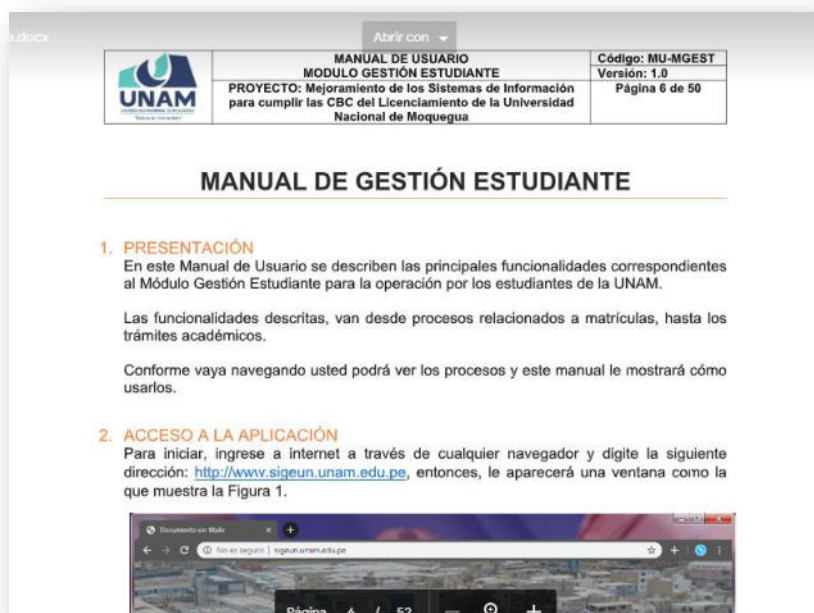 e.docx
Abrir con
UNAM
MANUAL DE USUARIO
MODULO GESTIÓN ESTUDIANTE
PROYECTO: Mejoramiento de los Sistemas de Información
para cumplir las CBC del Licenciamiento de la Universidad
Nacional de Moquegua
Código: MU-MGEST
Versión: 1.0
Página 6 de 50
MANUAL DE GESTIÓN ESTUDIANTE
1. PRESENTACIÓN
En este Manual de Usuario se describen las principales funcionalidades correspondientes
al Módulo Gestión Estudiante para la operación por los estudiantes de la UNAM.
Las funcionalidades descritas, van desde procesos relacionados a matrículas, hasta los
trámites académicos.
Conforme vaya navegando usted podrá ver los procesos y este manual le mostrará cómo
usarlos.
2. ACCESO A LA APLICACIÓN
Para iniciar, ingrese a internet a través de cualquier navegador y digite la siguiente
dirección: http://www.sigeun.unam.edu.pe, entonces, le aparecerá una ventana como la
que muestra la Figura 1.
Documento sin título
No es seguro | sigeun.unam.edu.pe
Página 6 / 52